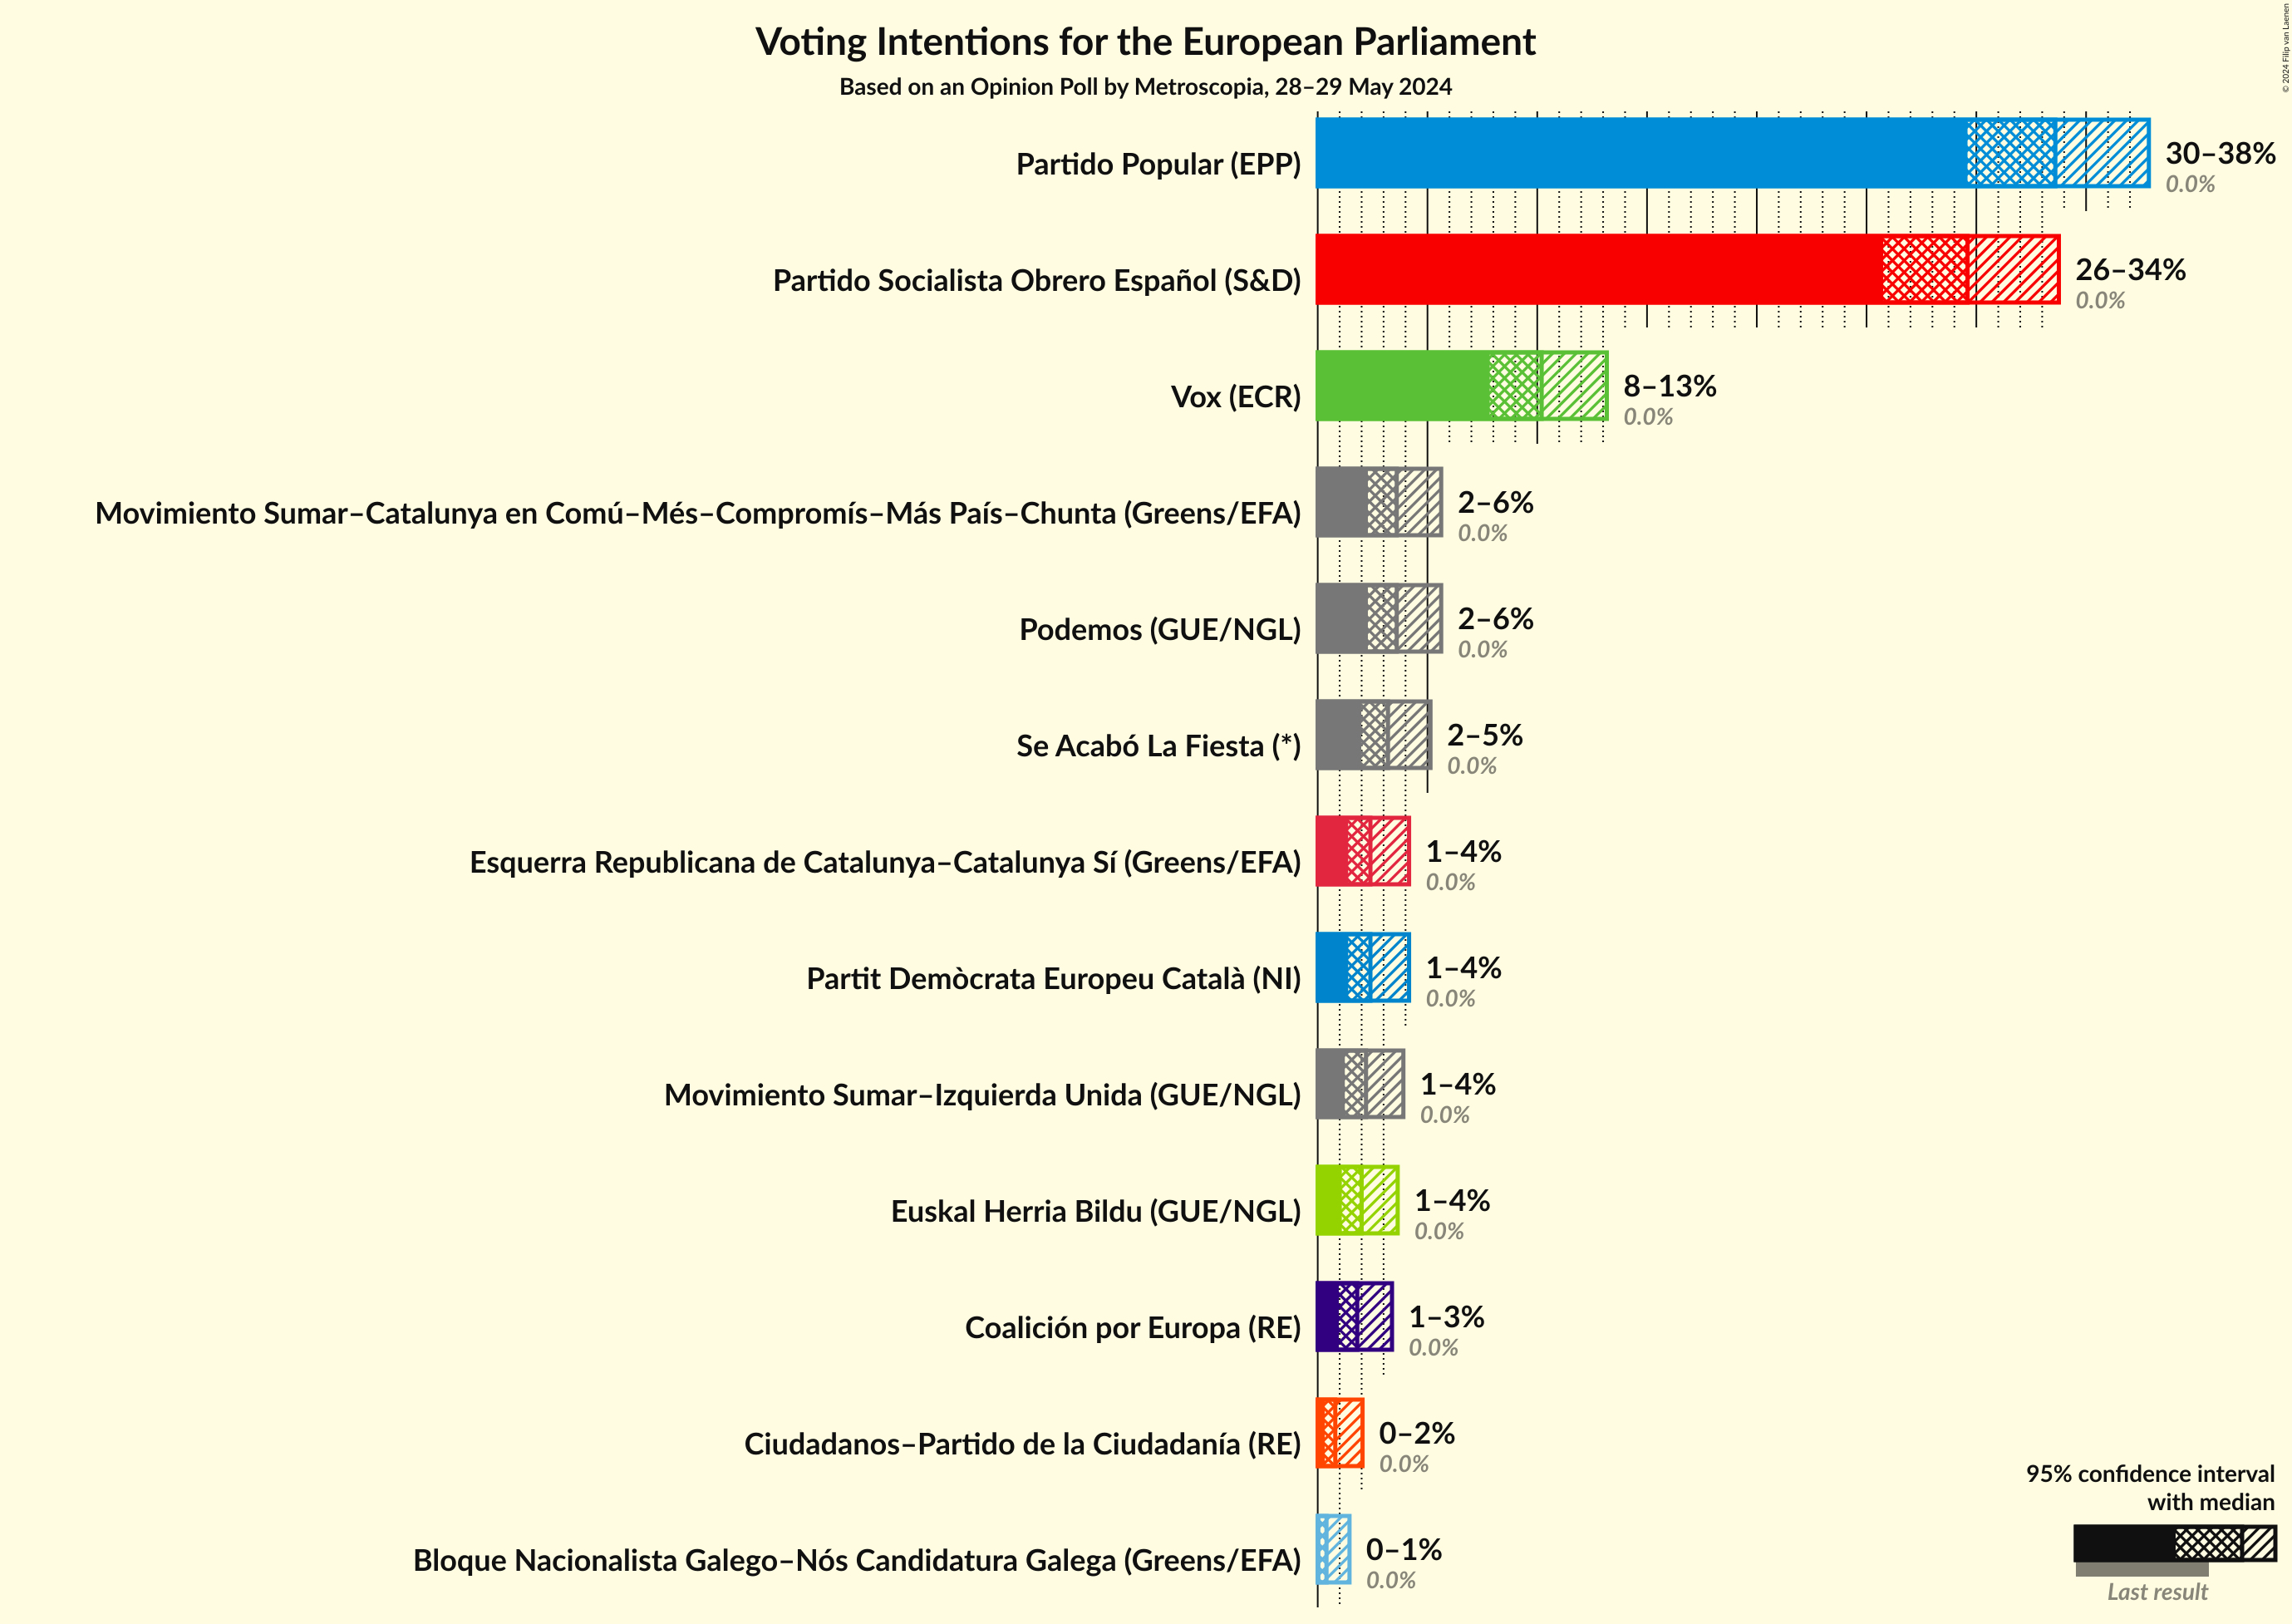 Voting Intentions for the European Parliament
Based on an Opinion Poll by Metroscopia, 28–29 May 2024
© 2024 Filip van Laenen
Partido Popular (EPP)
30–38%
0.0%
Partido Socialista Obrero Español (S&D)
26–34%
0.0%
Vox (ECR)
8–13%
0.0%
Movimiento Sumar–Catalunya en Comú–Més–Compromís–Más País–Chunta (Greens/EFA)
2–6%
0.0%
Podemos (GUE/NGL)
2–6%
0.0%
Se Acabó La Fiesta (*)
2–5%
0.0%
Esquerra Republicana de Catalunya–Catalunya Sí (Greens/EFA)
1–4%
0.0%
Partit Demòcrata Europeu Català (NI)
1–4%
0.0%
Movimiento Sumar–Izquierda Unida (GUE/NGL)
1–4%
0.0%
Euskal Herria Bildu (GUE/NGL)
1–4%
0.0%
Coalición por Europa (RE)
1–3%
0.0%
Ciudadanos–Partido de la Ciudadanía (RE)
0–2%
0.0%
Bloque Nacionalista Galego–Nós Candidatura Galega (Greens/EFA)
0–1%
0.0%
95% confidence interval
with median
Last result